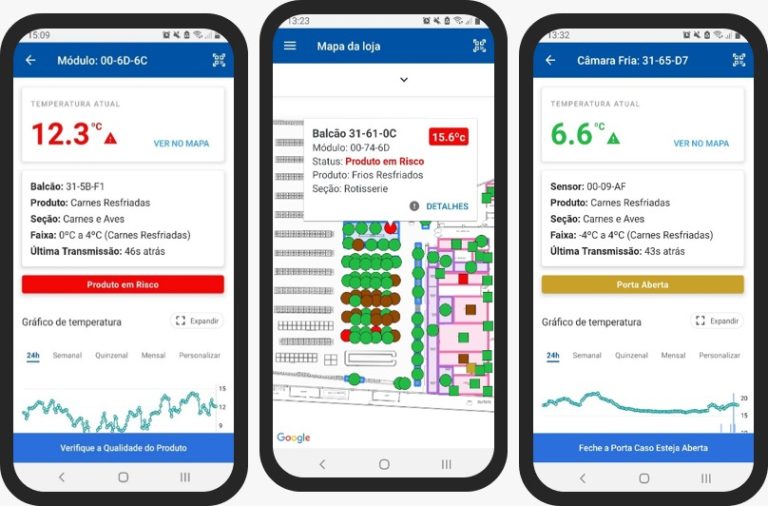 15:09
Módulo: 00-6D-6C
TEMPERATURA ATUAL
12.3°C
VER NO MAPA
Balcão: 31-5B-F1
Produto: Carnes Resfriadas
Seção: Carnes e Aves
Faixa: 0ºC a 4ºC (Carnes Resfriadas)
Última Transmissão: 46s atrás
Produto em Risco
Gráfico de temperatura
Expandir
24h Semanal Quinzenal Mensal Personalizar
15
12
9
Verifique a Qualidade do Produto
13:23
Mapa da loja
Balcão 31-61-0C
15.6ºc
Módulo: 00-74-6D
Status: Produto em Risco
Produto: Frios Resfriados
Seção: Rotisserie
DETALHES
Google
13:32
Câmara Fria: 31-65-D7
TEMPERATURA ATUAL
6.6°C
VER NO MAPA
Sensor: 00-09-AF
Produto: Carnes Resfriadas
Seção: Carnes e Aves
Faixa: -4ºC a 4ºC (Carnes Resfriadas)
Última Transmissão: 43s atrás
Porta Aberta
Gráfico de temperatura
Expandir
24h Semanal Quinzenal Mensal Personalizar
20
15
Feche a Porta Caso Esteja Aberta